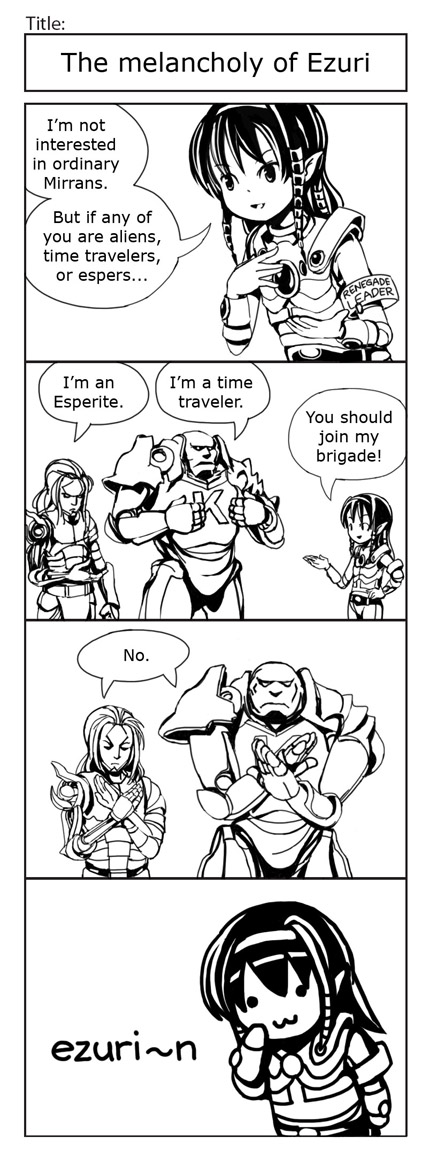 Title:
The melancholy of Ezuri
I'm not
interested
in ordinary
Mirrans.
But if any of
you are aliens,
time travelers,
or espers...
RENEGADE
LEADER
I'm an
Esperite.
I'm a time
traveler.
You should
join my
brigade!
K
No.
ezuri~n